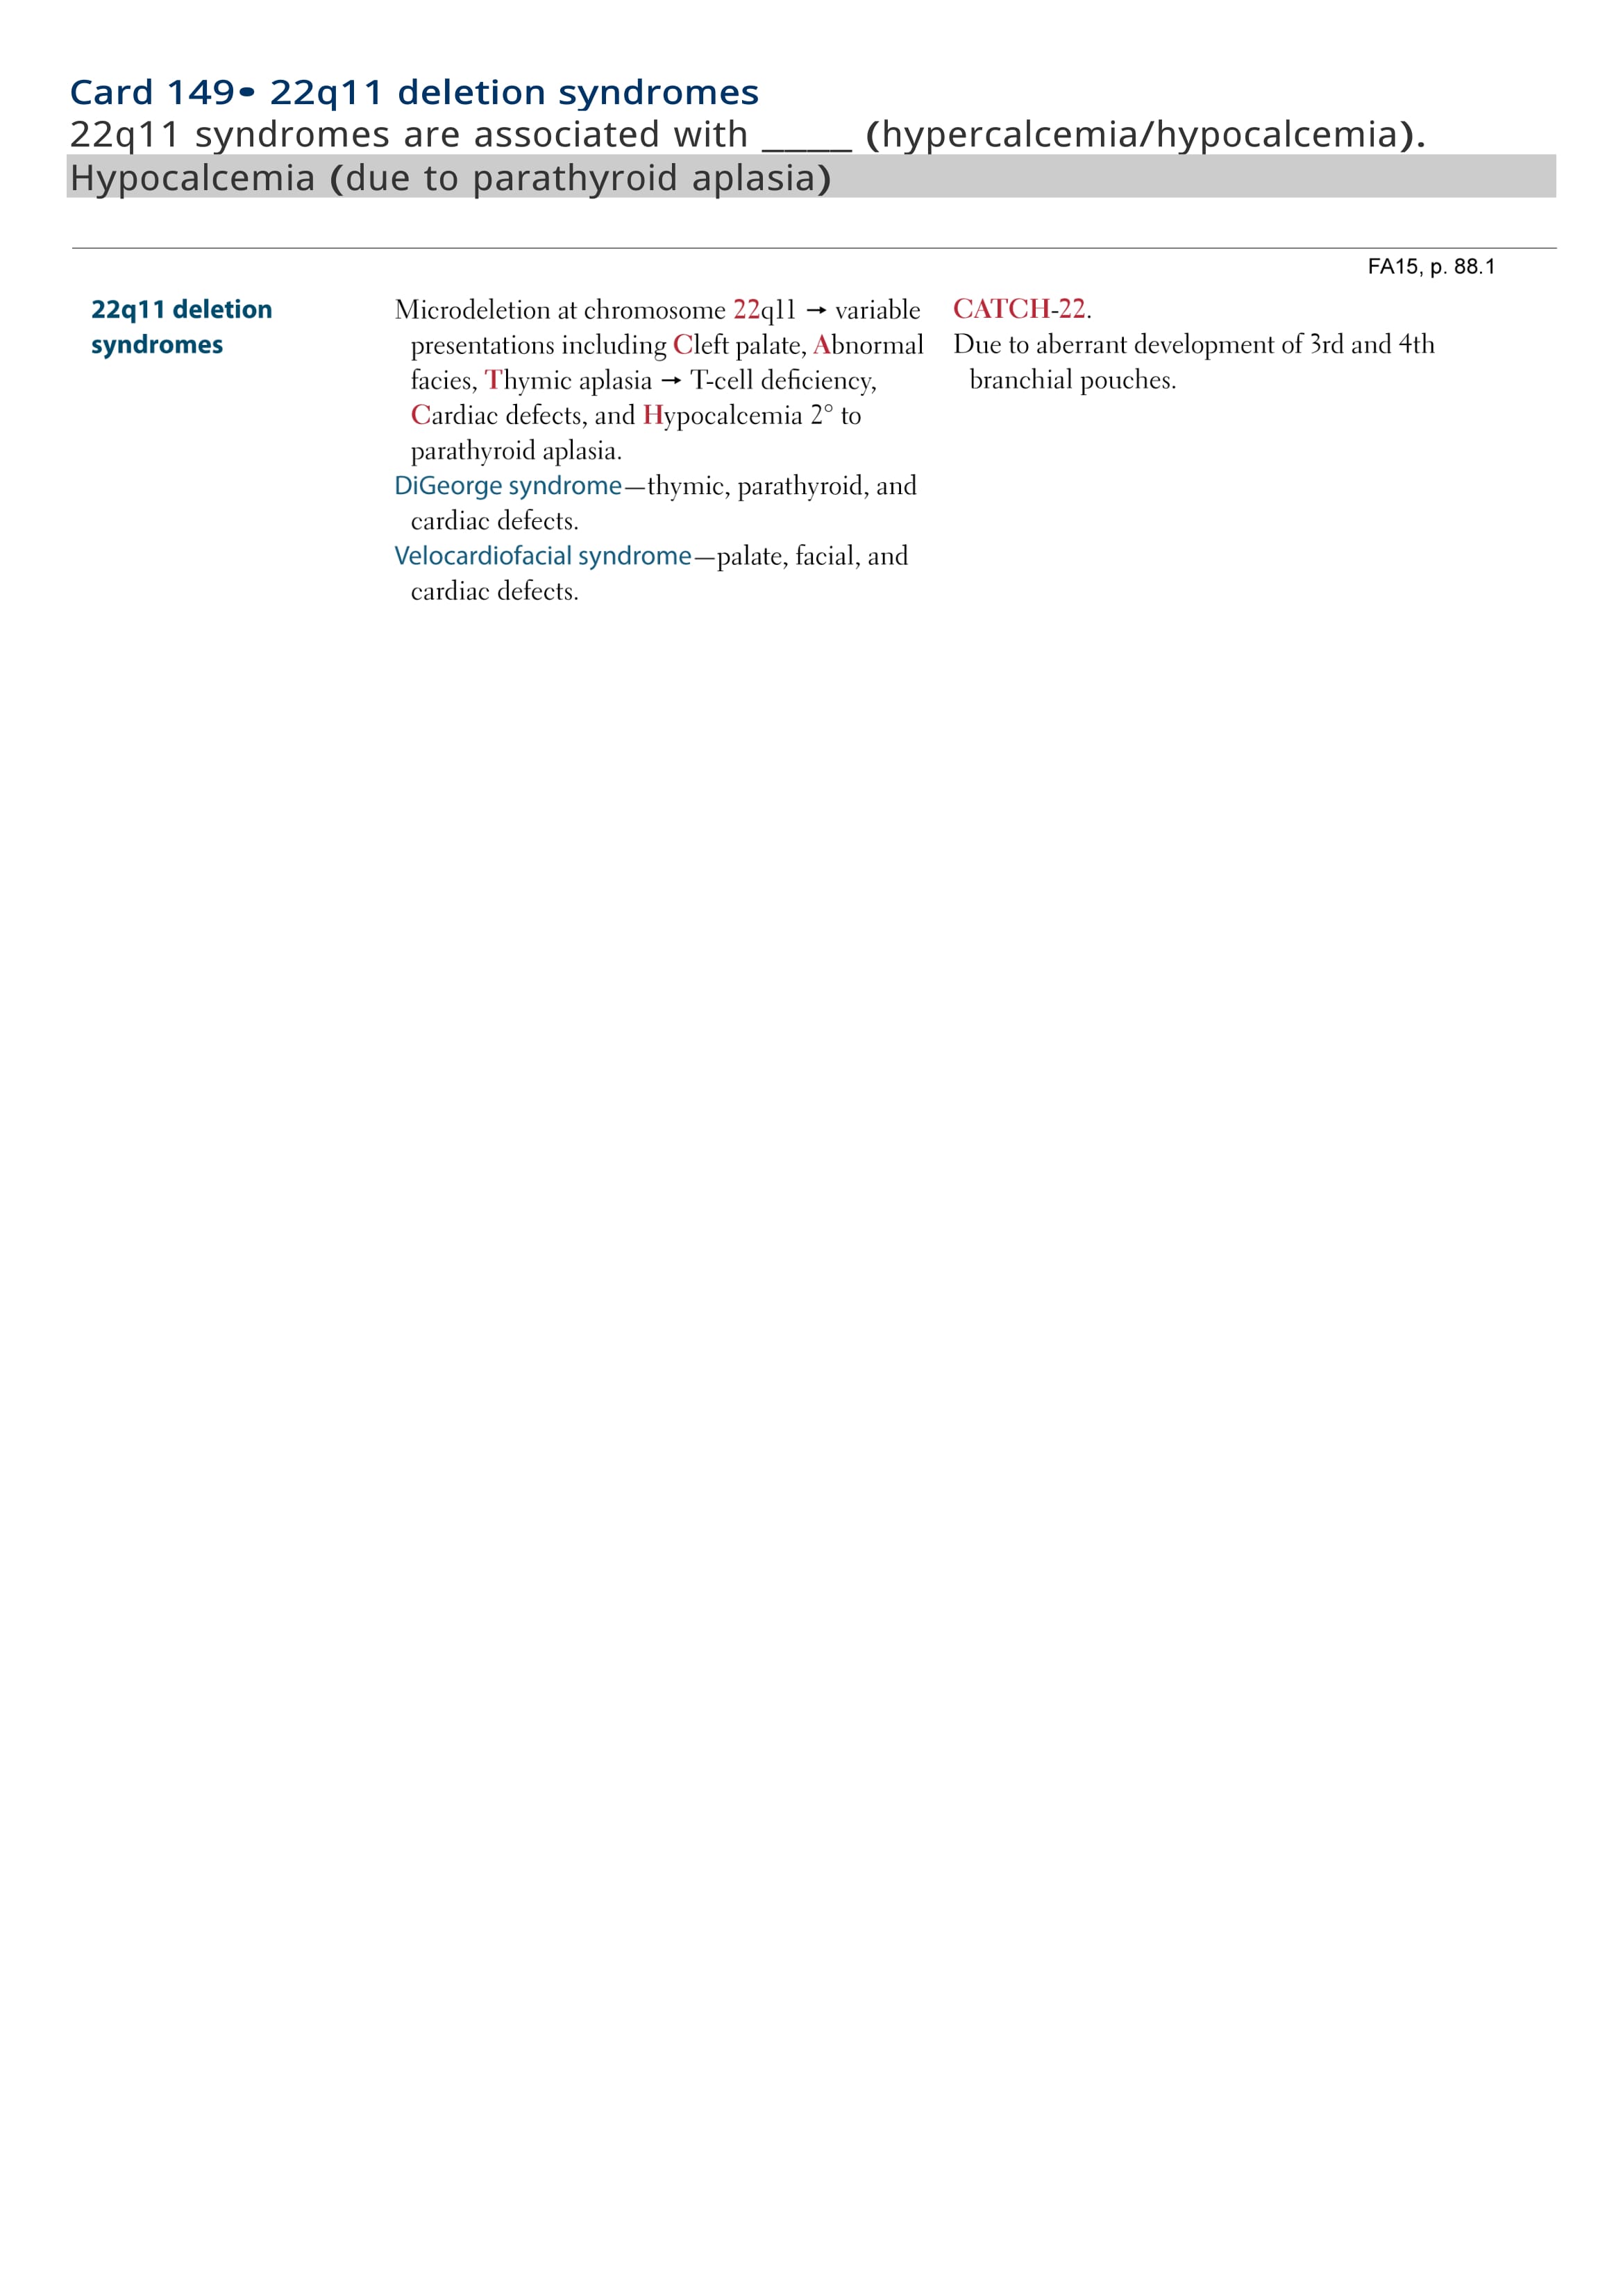 Card 149• 22q11 deletion syndromes
22q11 syndromes are associated with ____ (hypercalcemia/hypocalcemia).
Hypocalcemia (due to parathyroid aplasia)
FA15, p. 88.1
22q11 deletion
syndromes
Microdeletion at chromosome 22q11 → variable
presentations including Cleft palate, Abnormal
facies, Thymic aplasia → T-cell deficiency,
Cardiac defects, and Hypocalcemia 2° to
parathyroid aplasia.
DiGeorge syndrome—thymic, parathyroid, and
cardiac defects.
Velocardiofacial syndrome—palate, facial, and
cardiac defects.
CATCH-22.
Due to aberrant development of 3rd and 4th
branchial pouches.